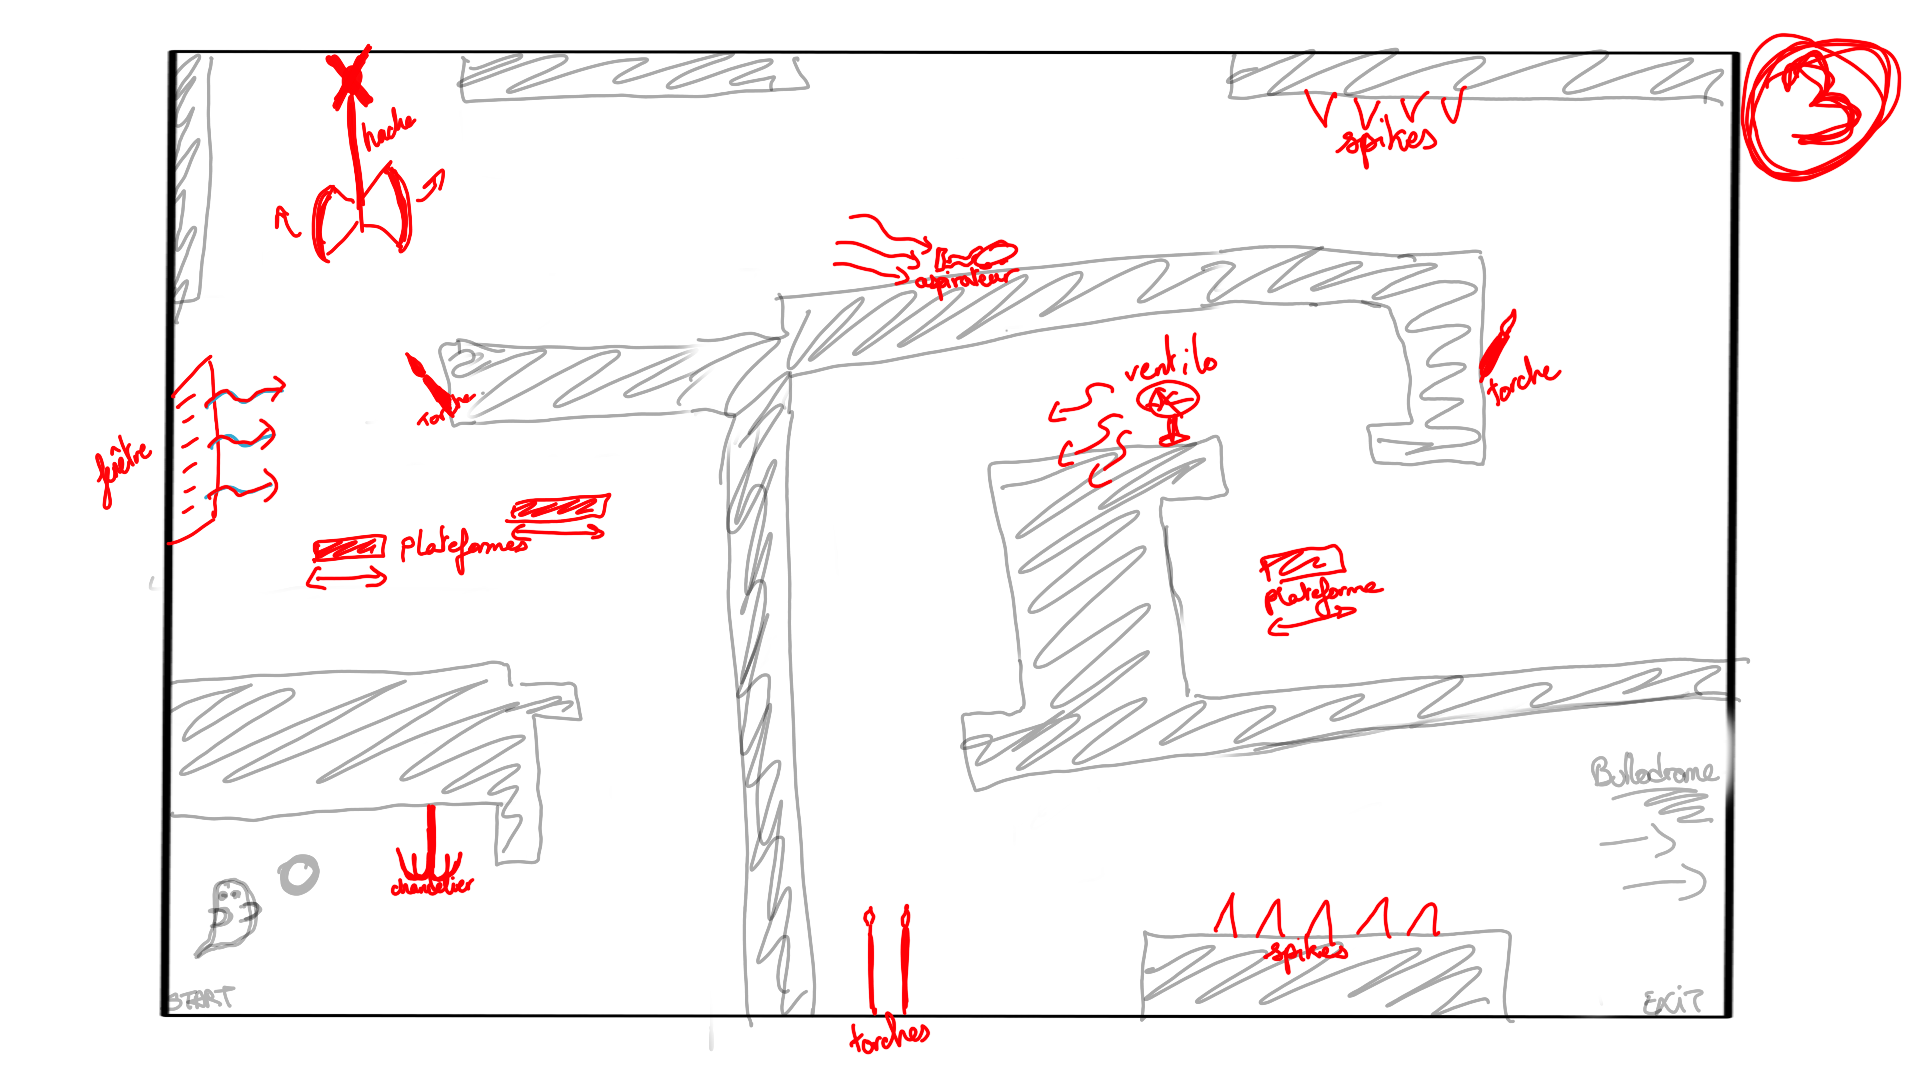 3
hache
spikes
aspirateur
ventilo
torche
Torche
fenêtre
plateformes
plateforme
Bulledrome
chandelier
spikes
START
EXIT
torches